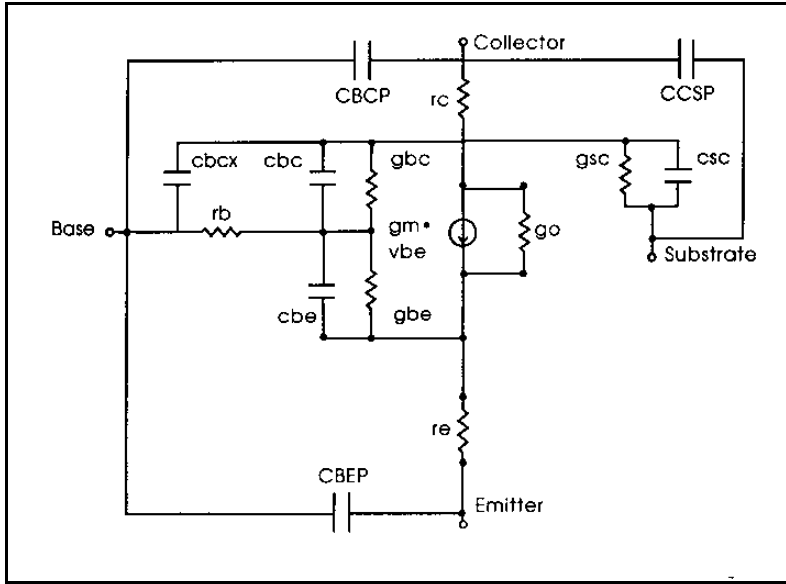 Collector
CBCP
CCSP
rc
cbcx
cbc
gbc
gsc
csc
rb
gm•
vbe
go
Base
Substrate
cbe
gbe
re
CBEP
Emitter